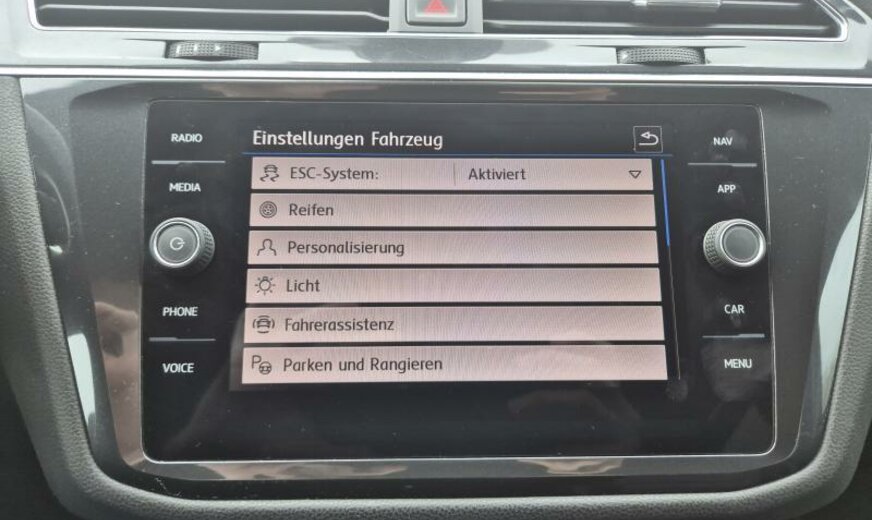 RADIO
MEDIA
PHONE
VOICE
Einstellungen Fahrzeug
ESC-System: Aktiviert
Reifen
Personalisierung
Licht
Fahrerassistenz
Parken und Rangieren
NAV
APP
CAR
MENU